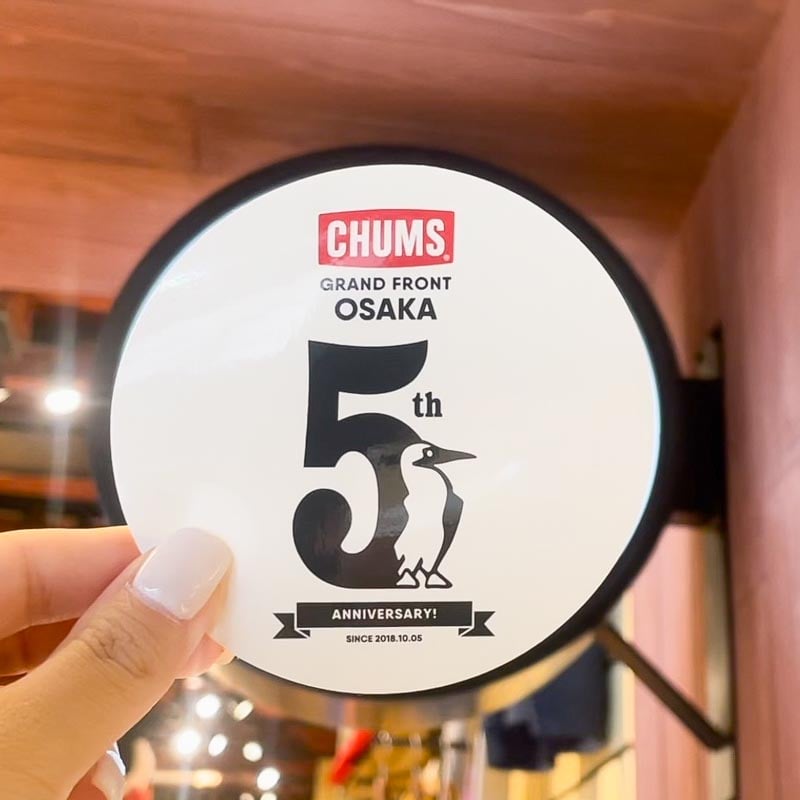 CHUMS®
GRAND FRONT
OSAKA
5th
ANNIVERSARY!
SINCE 2018.10.05